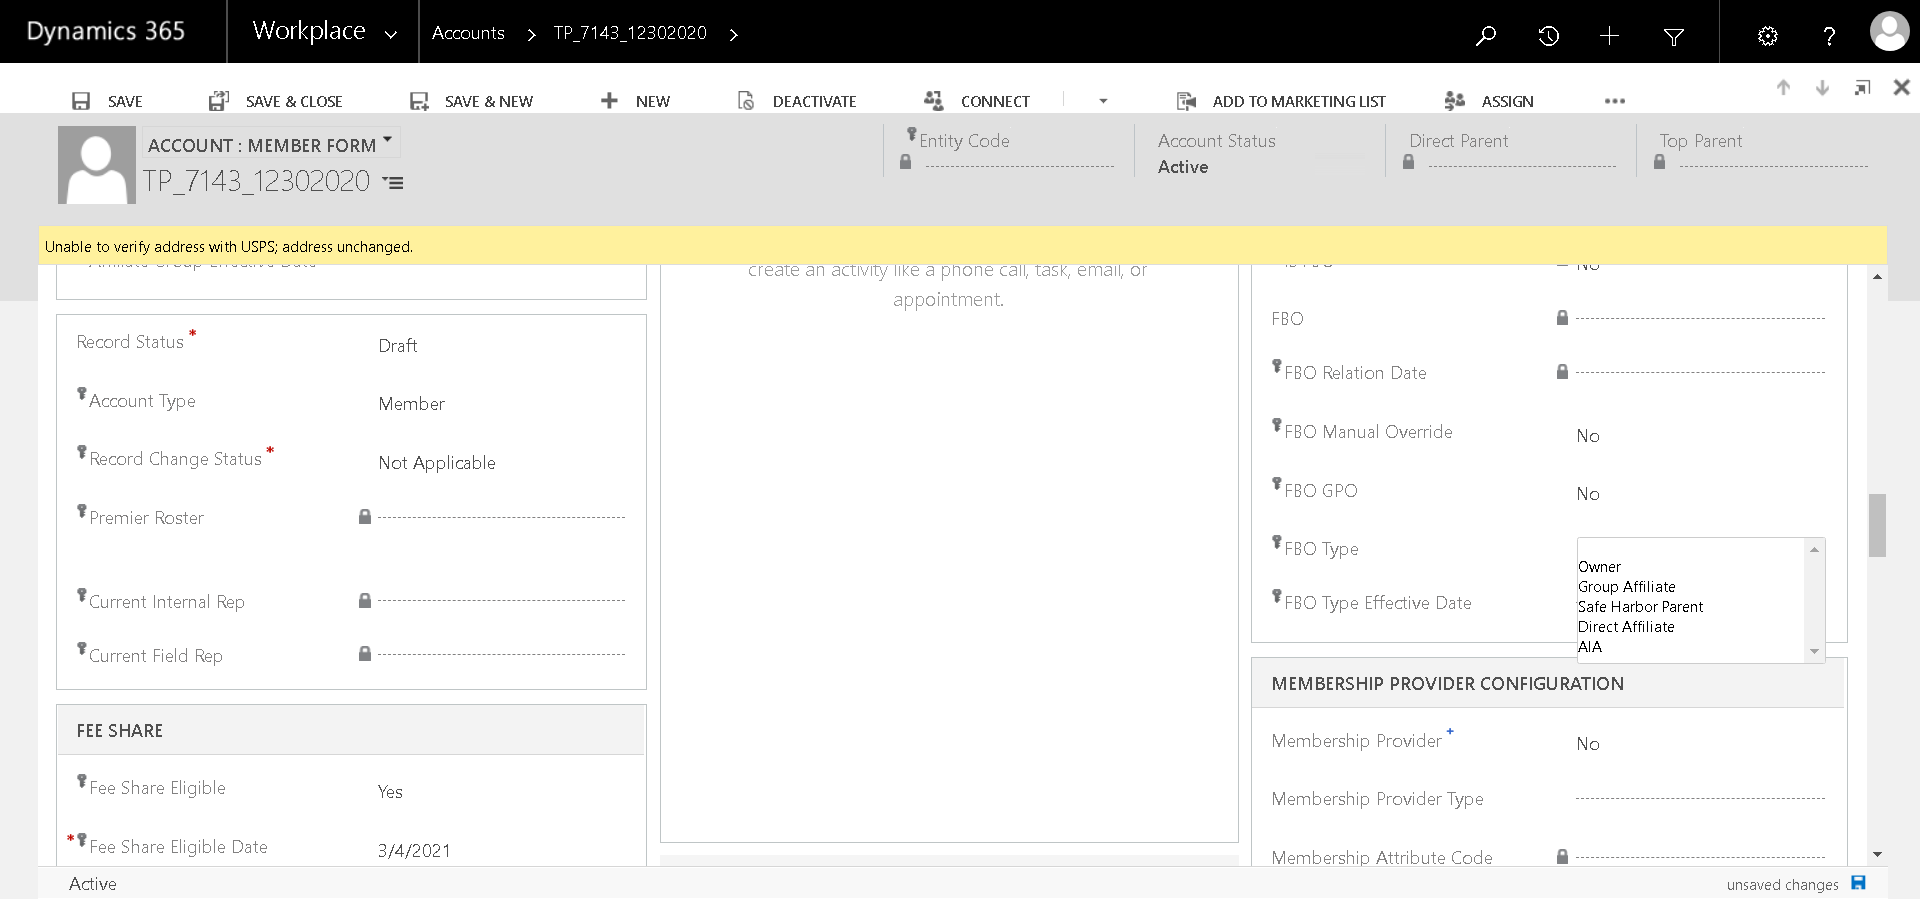 Dynamics 365
Workplace
Accounts
TP_7143_12302020
SAVE
SAVE & CLOSE
SAVE & NEW
NEW
DEACTIVATE
CONNECT
ADD TO MARKETING LIST
ASSIGN
ACCOUNT : MEMBER FORM
TP_7143_12302020
Entity Code
Account Status
Active
Direct Parent
Top Parent
Unable to verify address with USPS; address unchanged.
Affiliate Group Effective Date
Record Status *
Draft
Account Type
Member
Record Change Status *
Not Applicable
Premier Roster
Current Internal Rep
Current Field Rep
FEE SHARE
Fee Share Eligible
Yes
* Fee Share Eligible Date
3/4/2021
create an activity like a phone call, task, email, or
appointment.
No
FBO
FBO Relation Date
FBO Manual Override
No
FBO GPO
No
FBO Type
Owner
Group Affiliate
Safe Harbor Parent
Direct Affiliate
AIA
FBO Type Effective Date
MEMBERSHIP PROVIDER CONFIGURATION
Membership Provider +
No
Membership Provider Type
Membership Attribute Code
Active
unsaved changes